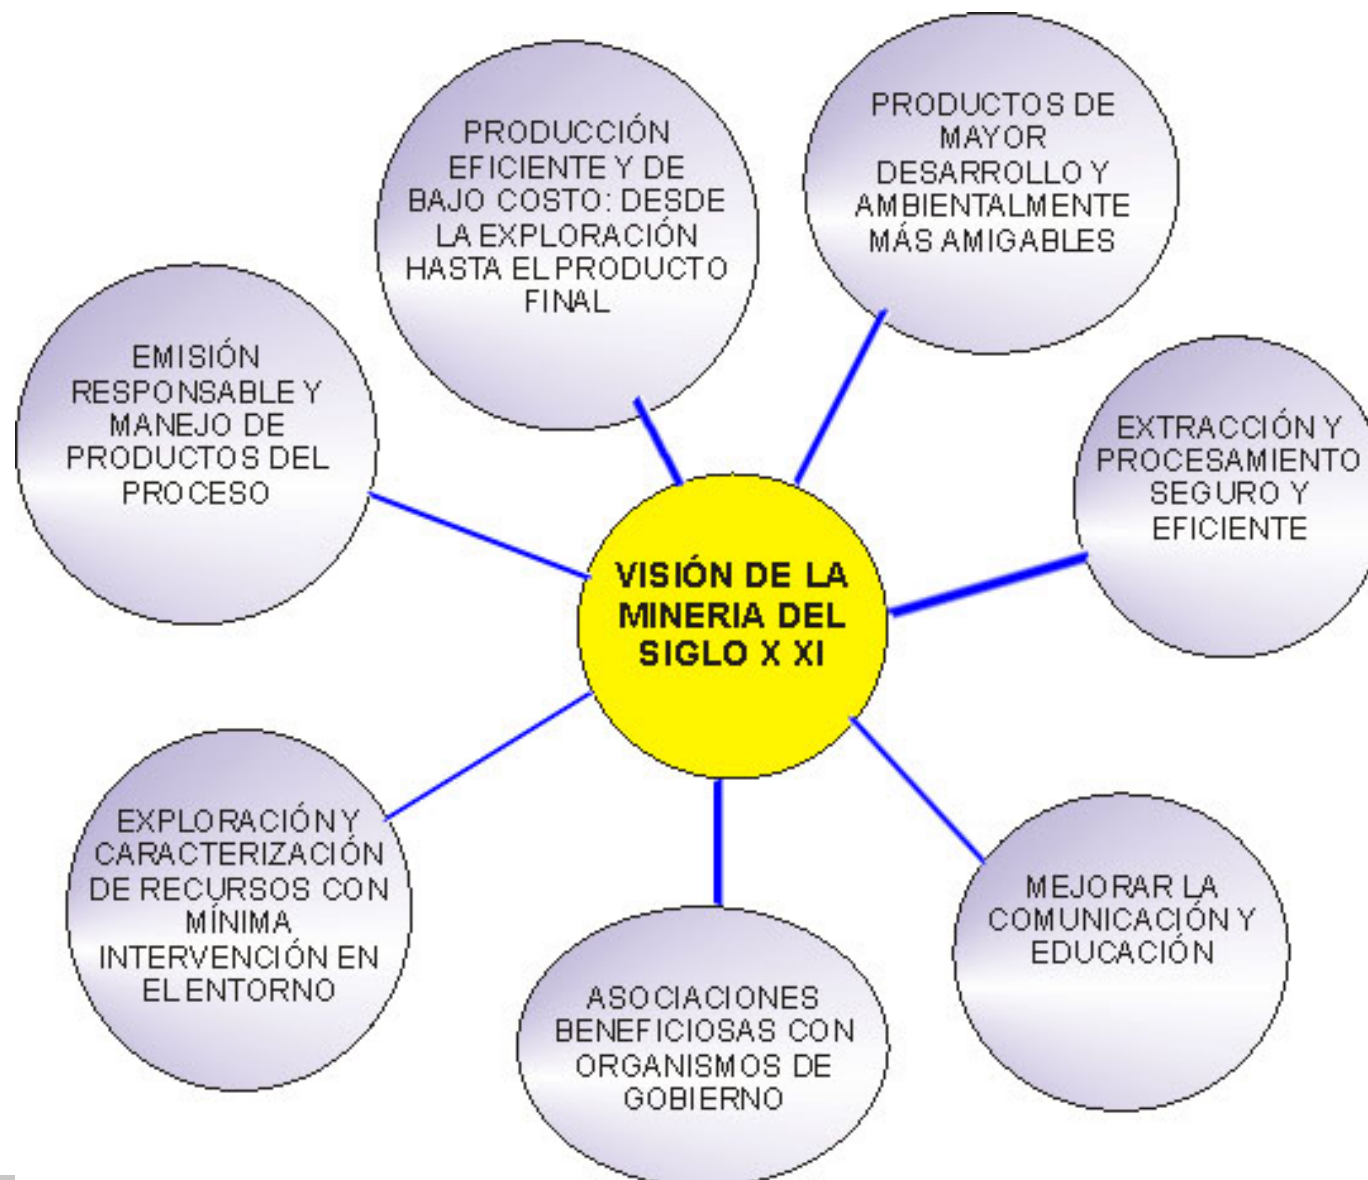 PRODUCCIÓN
EFICIENTE Y DE
BAJO COSTO: DESDE
LA EXPLORACIÓN
HASTA EL PRODUCTO
FINAL
PRODUCTOS DE
MAYOR
DESARROLLO Y
AMBIENTALMENTE
MÁS AMIGABLES
EMISIÓN
RESPONSABLE Y
MANEJO DE
PRODUCTOS DEL
PROCESO
EXTRACCIÓN Y
PROCESAMIENTO
SEGURO Y
EFICIENTE
VISIÓN DE LA
MINERIA DEL
SIGLO X XI
EXPLORACIÓN Y
CARACTERIZACIÓN
DE RECURSOS CON
MÍNIMA
INTERVENCIÓN EN
EL ENTORNO
MEJORAR LA
COMUNICACIÓN Y
EDUCACIÓN
ASOCIACIONES
BENEFICIOSAS CON
ORGANISMOS DE
GOBIERNO